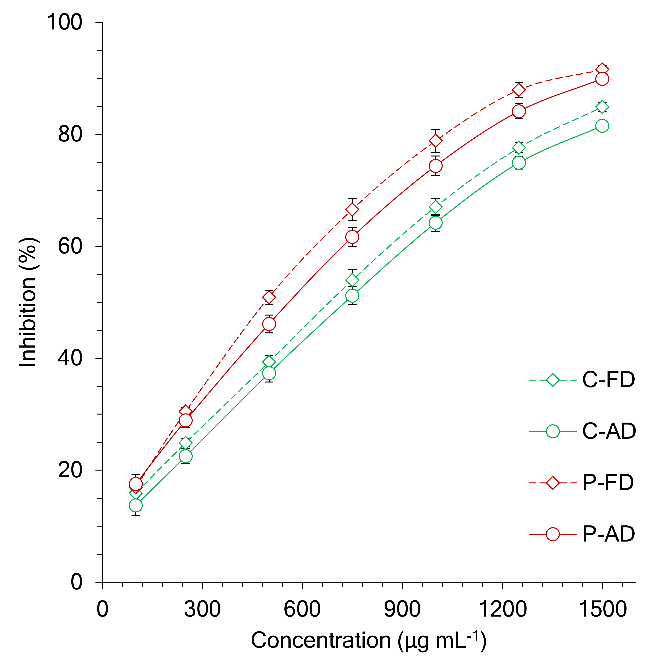 100
80
60
40
20
0
Inhibition (%)
C-FD
C-AD
P-FD
P-AD
0 300 600 900 1200 1500
Concentration (µg mL⁻¹)